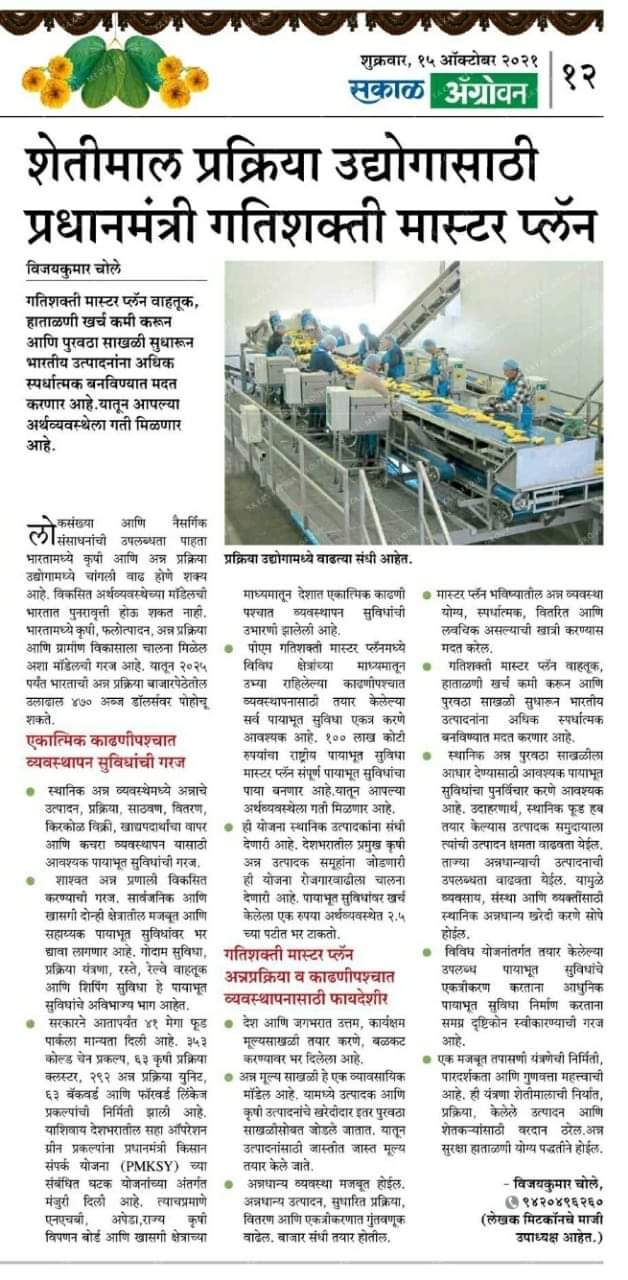 शुक्रवार, १५ ऑक्टोबर २०२१
सकाळ ॲग्रोवन
१२
शेतीमाल प्रक्रिया उद्योगासाठी
प्रधानमंत्री गतिशक्ती मास्टर प्लॅन
विजयकुमार चोले
गतिशक्ती मास्टर प्लॅन वाहतूक,
हाताळणी खर्च कमी करून
आणि पुरवठा साखळी सुधारून
भारतीय उत्पादनांना अधिक
स्पर्धात्मक बनविण्यात मदत
करणार आहे.यातून आपल्या
अर्थव्यवस्थेला गती मिळणार
आहे.
प्रक्रिया उद्योगामध्ये वाढत्या संधी आहेत.
लोकसंख्या आणि नैसर्गिक
संसाधनांची उपलब्धता पाहता
भारतामध्ये कृषी आणि अन्न प्रक्रिया
उद्योगामध्ये चांगली वाढ होणे शक्य
आहे. विकसित अर्थव्यवस्थेच्या मॉडेलची
भारतात पुनरावृत्ती होऊ शकत नाही.
भारतामध्ये कृषी, फलोत्पादन, अन्न प्रक्रिया
आणि ग्रामीण विकासाला चालना मिळेल
अशा मॉडेलची गरज आहे. यातून २०२५
पर्यंत भारताची अन्न प्रक्रिया बाजारपेठेतील
उलाढाल ४७० अब्ज डॉलर्सवर पोहोचू
शकते.
एकात्मिक काढणीपश्चात
व्यवस्थापन सुविधांची गरज
● स्थानिक अन्न व्यवस्थेमध्ये अन्नाचे
उत्पादन, प्रक्रिया, साठवण, वितरण,
किरकोळ विक्री, खाद्यपदार्थांचा वापर
आणि कचरा व्यवस्थापन यासाठी
आवश्यक पायाभूत सुविधांची गरज.
● शाश्वत अन्न प्रणाली विकसित
करण्याची गरज. सार्वजनिक आणि
खासगी दोन्ही क्षेत्रातील मजबूत आणि
सहाय्यक पायाभूत सुविधांवर भर
द्यावा लागणार आहे. गोदाम सुविधा,
प्रक्रिया यंत्रणा, रस्ते, रेल्वे वाहतूक
आणि शिपिंग सुविधा हे पायाभूत
सुविधांचे अविभाज्य भाग आहेत.
● सरकारने आतापर्यंत ४१ मेगा फूड
पार्कला मान्यता दिली आहे. ३५३
कोल्ड चेन प्रकल्प, ६३ कृषी प्रक्रिया
क्लस्टर, २९२ अन्न प्रक्रिया युनिट,
६३ बॅकवर्ड आणि फॉरवर्ड लिंकेज
प्रकल्पांची निर्मिती झाली आहे.
याशिवाय देशभरातील सहा ऑपरेशन
ग्रीन प्रकल्पांना प्रधानमंत्री किसान
संपर्क योजना (PMKSY) च्या
संबंधित घटक योजनांच्या अंतर्गत
मंजुरी दिली आहे. त्याचप्रमाणे
एनएचबी, अपेडा,राज्य कृषी
विपणन बोर्ड आणि खासगी क्षेत्राच्या
माध्यमातून देशात एकात्मिक काढणी
पश्चात व्यवस्थापन सुविधांची
उभारणी झालेली आहे.
● पीएम गतिशक्ती मास्टर प्लॅनमध्ये
विविध क्षेत्रांच्या माध्यमातून
उभ्या राहिलेल्या काढणीपश्चात
व्यवस्थापनासाठी तयार केलेल्या
सर्व पायाभूत सुविधा एकत्र करणे
आवश्यक आहे. १०० लाख कोटी
रुपयांचा राष्ट्रीय पायाभूत सुविधा
मास्टर प्लॅन संपूर्ण पायाभूत सुविधांचा
पाया बनणार आहे.यातून आपल्या
अर्थव्यवस्थेला गती मिळणार आहे.
● ही योजना स्थानिक उत्पादकांना संधी
देणारी आहे. देशभरातील प्रमुख कृषी
अन्न उत्पादक समूहांना जोडणारी
ही योजना रोजगारवाढीला चालना
देणारी आहे. पायाभूत सुविधांवर खर्च
केलेला एक रुपया अर्थव्यवस्थेत २.५
च्या पटीत भर टाकतो.
गतिशक्ती मास्टर प्लॅन
अन्नप्रक्रिया व काढणीपश्चात
व्यवस्थापनासाठी फायदेशीर
● देश आणि जगभरात उत्तम, कार्यक्षम
मूल्यसाखळी तयार करणे, बळकट
करण्यावर भर दिलेला आहे.
● अन्न मूल्य साखळी हे एक व्यावसायिक
मॉडेल आहे. यामध्ये उत्पादक आणि
कृषी उत्पादनांचे खरेदीदार इतर पुरवठा
साखळीसोबत जोडले जातात. यातून
उत्पादनांसाठी जास्तीत जास्त मूल्य
तयार केले जाते.
● अन्नधान्य व्यवस्था मजबूत होईल.
अन्नधान्य उत्पादन, सुधारित प्रक्रिया,
वितरण आणि एकत्रीकरणात गुंतवणूक
वाढेल. बाजार संधी तयार होतील.
● मास्टर प्लॅन भविष्यातील अन्न व्यवस्था
योग्य, स्पर्धात्मक, वितरित आणि
लवचिक असल्याची खात्री करण्यास
मदत करेल.
● गतिशक्ती मास्टर प्लॅन वाहतूक,
हाताळणी खर्च कमी करून आणि
पुरवठा साखळी सुधारून भारतीय
उत्पादनांना अधिक स्पर्धात्मक
बनविण्यात मदत करणार आहे.
● स्थानिक अन्न पुरवठा साखळीला
आधार देण्यासाठी आवश्यक पायाभूत
सुविधांचा पुनर्विचार करणे आवश्यक
आहे. उदाहरणार्थ, स्थानिक फूड हब
तयार केल्यास उत्पादक समुदायाला
त्यांची उत्पादन क्षमता वाढवता येईल.
ताज्या अन्नधान्याची उत्पादनाची
उपलब्धता वाढवता येईल. यामुळे
व्यवसाय, संस्था आणि व्यक्तींसाठी
स्थानिक अन्नधान्य खरेदी करणे सोपे
होईल.
● विविध योजनांतर्गत तयार केलेल्या
उपलब्ध पायाभूत सुविधांचे
एकत्रीकरण करताना आधुनिक
पायाभूत सुविधा निर्माण करताना
समग्र दृष्टिकोन स्वीकारण्याची गरज
आहे.
● एक मजबूत तपासणी यंत्रणेची निर्मिती,
पारदर्शकता आणि गुणवत्ता महत्त्वाची
आहे. ही यंत्रणा शेतीमालाची निर्यात,
प्रक्रिया, केलेले उत्पादन आणि
शेतकऱ्यांसाठी वरदान ठरेल.अन्न
सुरक्षा हाताळणी योग्य पद्धतीने होईल.
- विजयकुमार चोले,
९४२०४९६२६०
(लेखक मिटकॉनचे माजी
उपाध्यक्ष आहेत.)